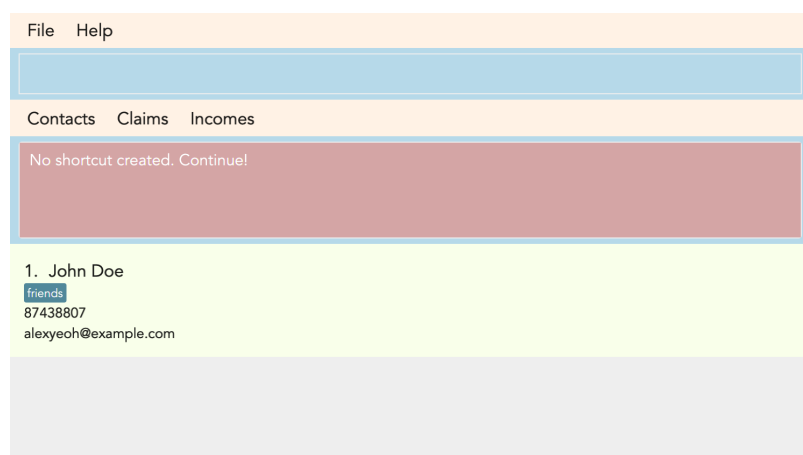 File Help
Contacts Claims Incomes
No shortcut created. Continue!
1. John Doe
friends
87438807
alexyeoh@example.com